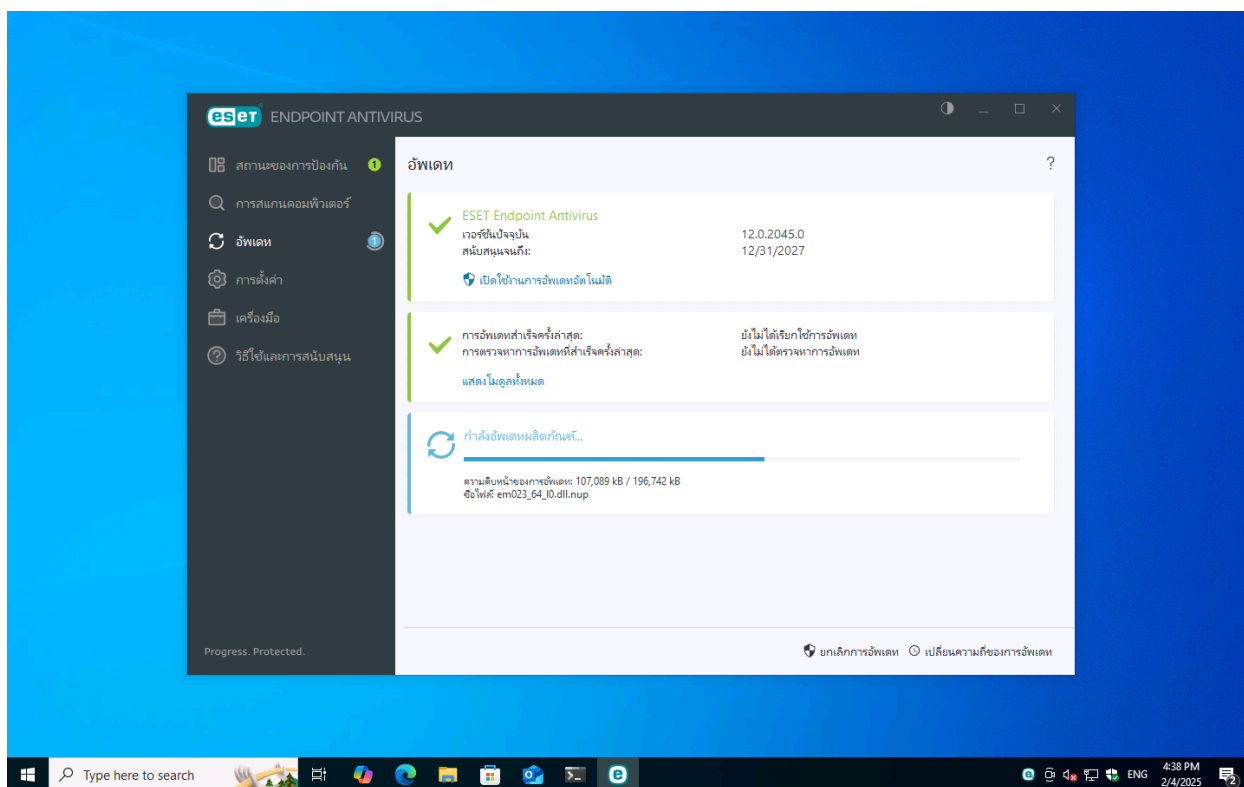 eset ENDPOINT ANTIVIRUS
สถานะของการป้องกัน 1
การสแกนคอมพิวเตอร์
อัพเดท 1
การตั้งค่า
เครื่องมือ
วิธีใช้และการสนับสนุน
Progress. Protected.
อัพเดท ?
ESET Endpoint Antivirus
เวอร์ชันปัจจุบัน 12.0.2045.0
สนับสนุนจนถึง: 12/31/2027
เปิดใช้งานการอัพเดทอัตโนมัติ
การอัพเดทสำเร็จครั้งล่าสุด: ยังไม่ได้เรียกใช้การอัพเดท
การตรวจหาการอัพเดทที่สำเร็จครั้งล่าสุด: ยังไม่ได้ตรวจหาการอัพเดท
แสดงโมดูลทั้งหมด
กำลังอัพเดทผลิตภัณฑ์...
ความคืบหน้าของการอัพเดท: 107,089 kB / 196,742 kB
ชื่อไฟล์: em023_64_l0.dll.nup
ยกเลิกการอัพเดท เปลี่ยนความถี่ของการอัพเดท
Type here to search
ENG 4:38 PM
2/4/2025 2